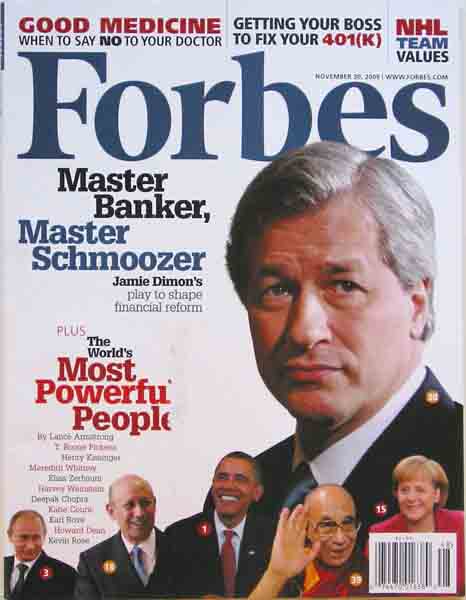 GOOD MEDICINE
WHEN TO SAY NO TO YOUR DOCTOR
GETTING YOUR BOSS
TO FIX YOUR 401(K)
NHL
TEAM
VALUES
NOVEMBER 30, 2009 | WWW.FORBES.COM
Forbes
Master
Banker,
Master
Schmoozer
Jamie Dimon's
play to shape
financial reform
PLUS
The
World's
Most
Powerful
People
By Lance Armstrong
T. Boone Pickens
Henry Kissinger
Meredith Whitney
Elias Zerhouni
Harvey Weinstein
Deepak Chopra
Katie Couric
Karl Rove
Howard Dean
Kevin Rose
3
18
1
39
15